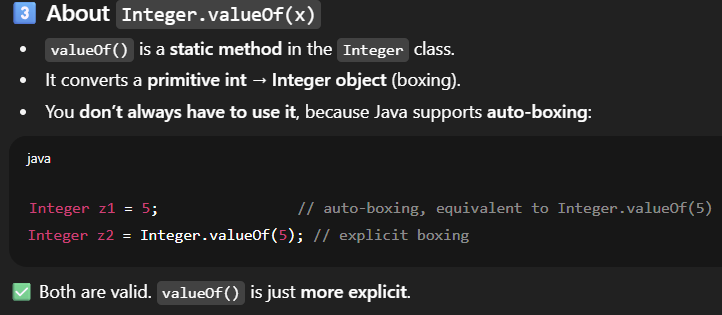 3 About Integer.valueOf(x)
• valueOf() is a static method in the Integer class.
• It converts a primitive int → Integer object (boxing).
• You don’t always have to use it, because Java supports auto-boxing:
java
Integer z1 = 5; // auto-boxing, equivalent to Integer.valueOf(5)
Integer z2 = Integer.valueOf(5); // explicit boxing
✅ Both are valid. valueOf() is just more explicit.